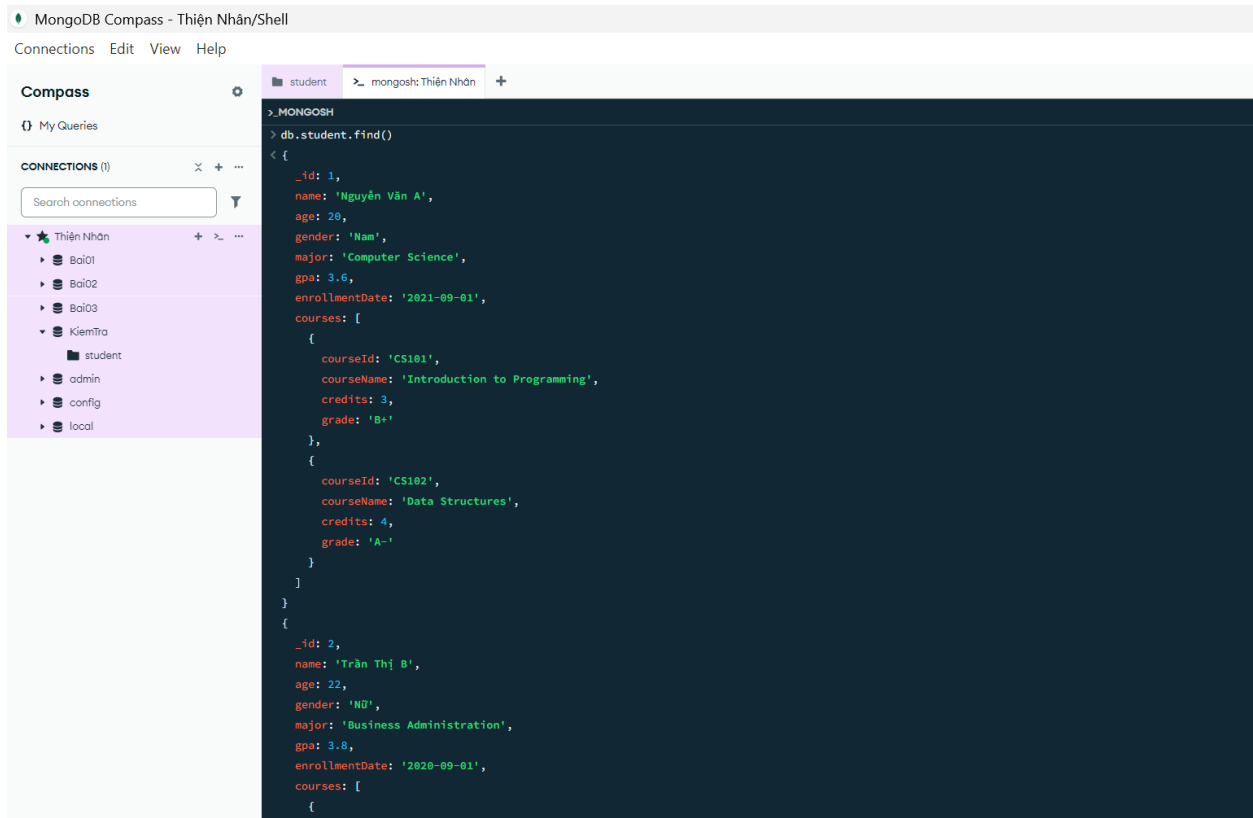 MongoDB Compass - Thiện Nhân/Shell
Connections Edit View Help
Compass
{} My Queries
CONNECTIONS (1)
Search connections
Thiện Nhân
Bai01
Bai02
Bai03
KiemTra
student
admin
config
local
student
>_ mongosh: Thiện Nhân
>_MONGOSH
> db.student.find()
< {
_id: 1,
name: 'Nguyễn Văn A',
age: 20,
gender: 'Nam',
major: 'Computer Science',
gpa: 3.6,
enrollmentDate: '2021-09-01',
courses: [
{
courseId: 'CS101',
courseName: 'Introduction to Programming',
credits: 3,
grade: 'B+'
},
{
courseId: 'CS102',
courseName: 'Data Structures',
credits: 4,
grade: 'A-'
}
]
}
{
_id: 2,
name: 'Trần Thị B',
age: 22,
gender: 'Nữ',
major: 'Business Administration',
gpa: 3.8,
enrollmentDate: '2020-09-01',
courses: [
{